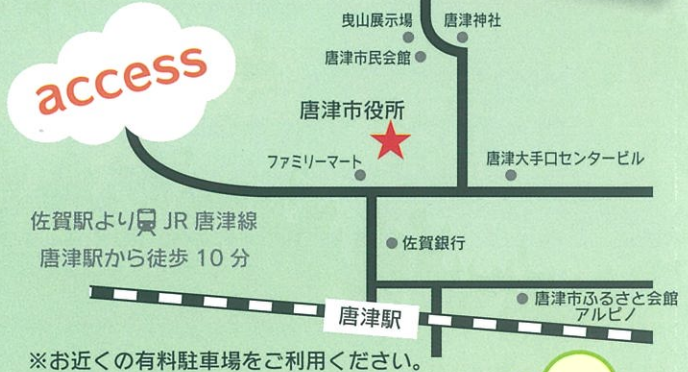 曳山展示場
唐津神社
唐津市民会館
access
唐津市役所
ファミリーマート
唐津大手口センタービル
佐賀駅より JR 唐津線
唐津駅から徒歩 10 分
佐賀銀行
唐津市ふるさと会館
アルピノ
唐津駅
※お近くの有料駐車場をご利用ください。